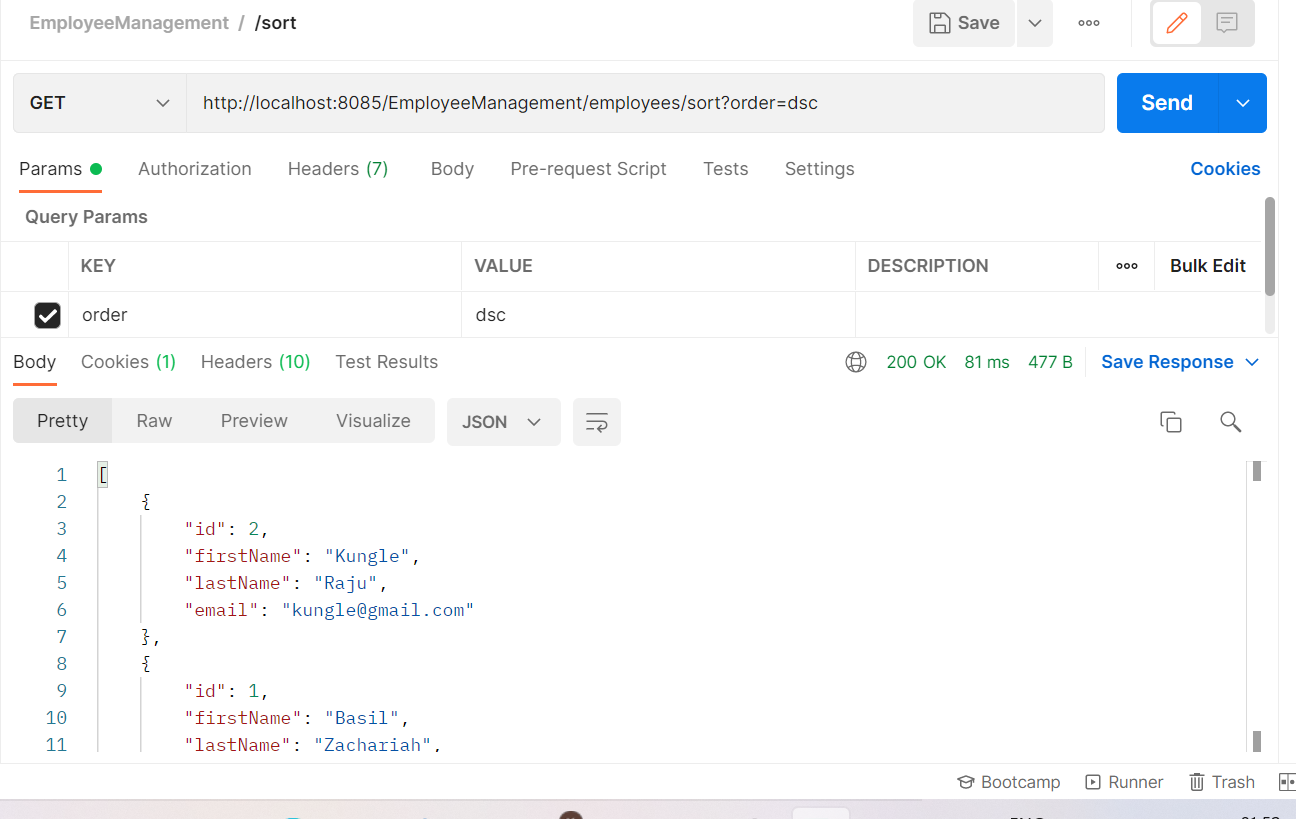 EmployeeManagement / /sort
Save
GET
http://localhost:8085/EmployeeManagement/employees/sort?order=dsc
Send
Params Authorization Headers (7) Body Pre-request Script Tests Settings Cookies
Query Params
KEY VALUE DESCRIPTION Bulk Edit
order dsc
Body Cookies (1) Headers (10) Test Results 200 OK 81 ms 477 B Save Response
Pretty Raw Preview Visualize JSON
1 [
2 {
3 "id": 2,
4 "firstName": "Kungle",
5 "lastName": "Raju",
6 "email": "kungle@gmail.com"
7 },
8 {
9 "id": 1,
10 "firstName": "Basil",
11 "lastName": "Zachariah",
Bootcamp Runner Trash